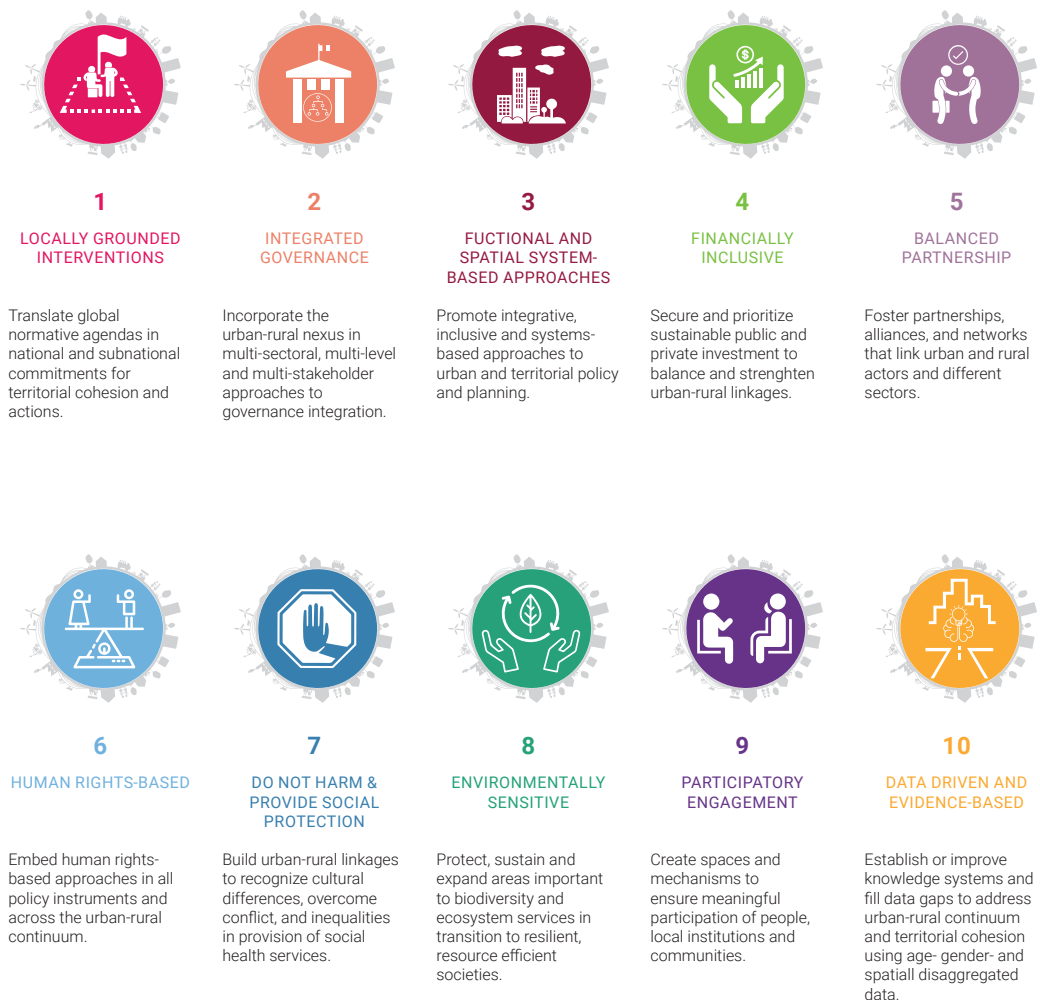 1
LOCALLY GROUNDED
INTERVENTIONS
Translate global
normative agendas in
national and subnational
commitments for
territorial cohesion and
actions.
2
INTEGRATED
GOVERNANCE
Incorporate the
urban-rural nexus in
multi-sectoral, multi-level
and multi-stakeholder
approaches to
governance integration.
3
FUCTIONAL AND
SPATIAL SYSTEM-
BASED APPROACHES
Promote integrative,
inclusive and systems-
based approaches to
urban and territorial policy
and planning.
$
4
FINANCIALLY
INCLUSIVE
Secure and prioritize
sustainable public and
private investment to
balance and strenghten
urban-rural linkages.
5
BALANCED
PARTNERSHIP
Foster partnerships,
alliances, and networks
that link urban and rural
actors and different
sectors.
6
HUMAN RIGHTS-BASED
Embed human rights-
based approaches in all
policy instruments and
across the urban-rural
continuum.
7
DO NOT HARM &
PROVIDE SOCIAL
PROTECTION
Build urban-rural linkages
to recognize cultural
differences, overcome
conflict, and inequalities
in provision of social
health services.
8
ENVIRONMENTALLY
SENSITIVE
Protect, sustain and
expand areas important
to biodiversity and
ecosystem services in
transition to resilient,
resource efficient
societies.
9
PARTICIPATORY
ENGAGEMENT
Create spaces and
mechanisms to
ensure meaningful
participation of people,
local institutions and
communities.
10
DATA DRIVEN AND
EVIDENCE-BASED
Establish or improve
knowledge systems and
fill data gaps to address
urban-rural continuum
and territorial cohesion
using age- gender- and
spatiall disaggregated
data.